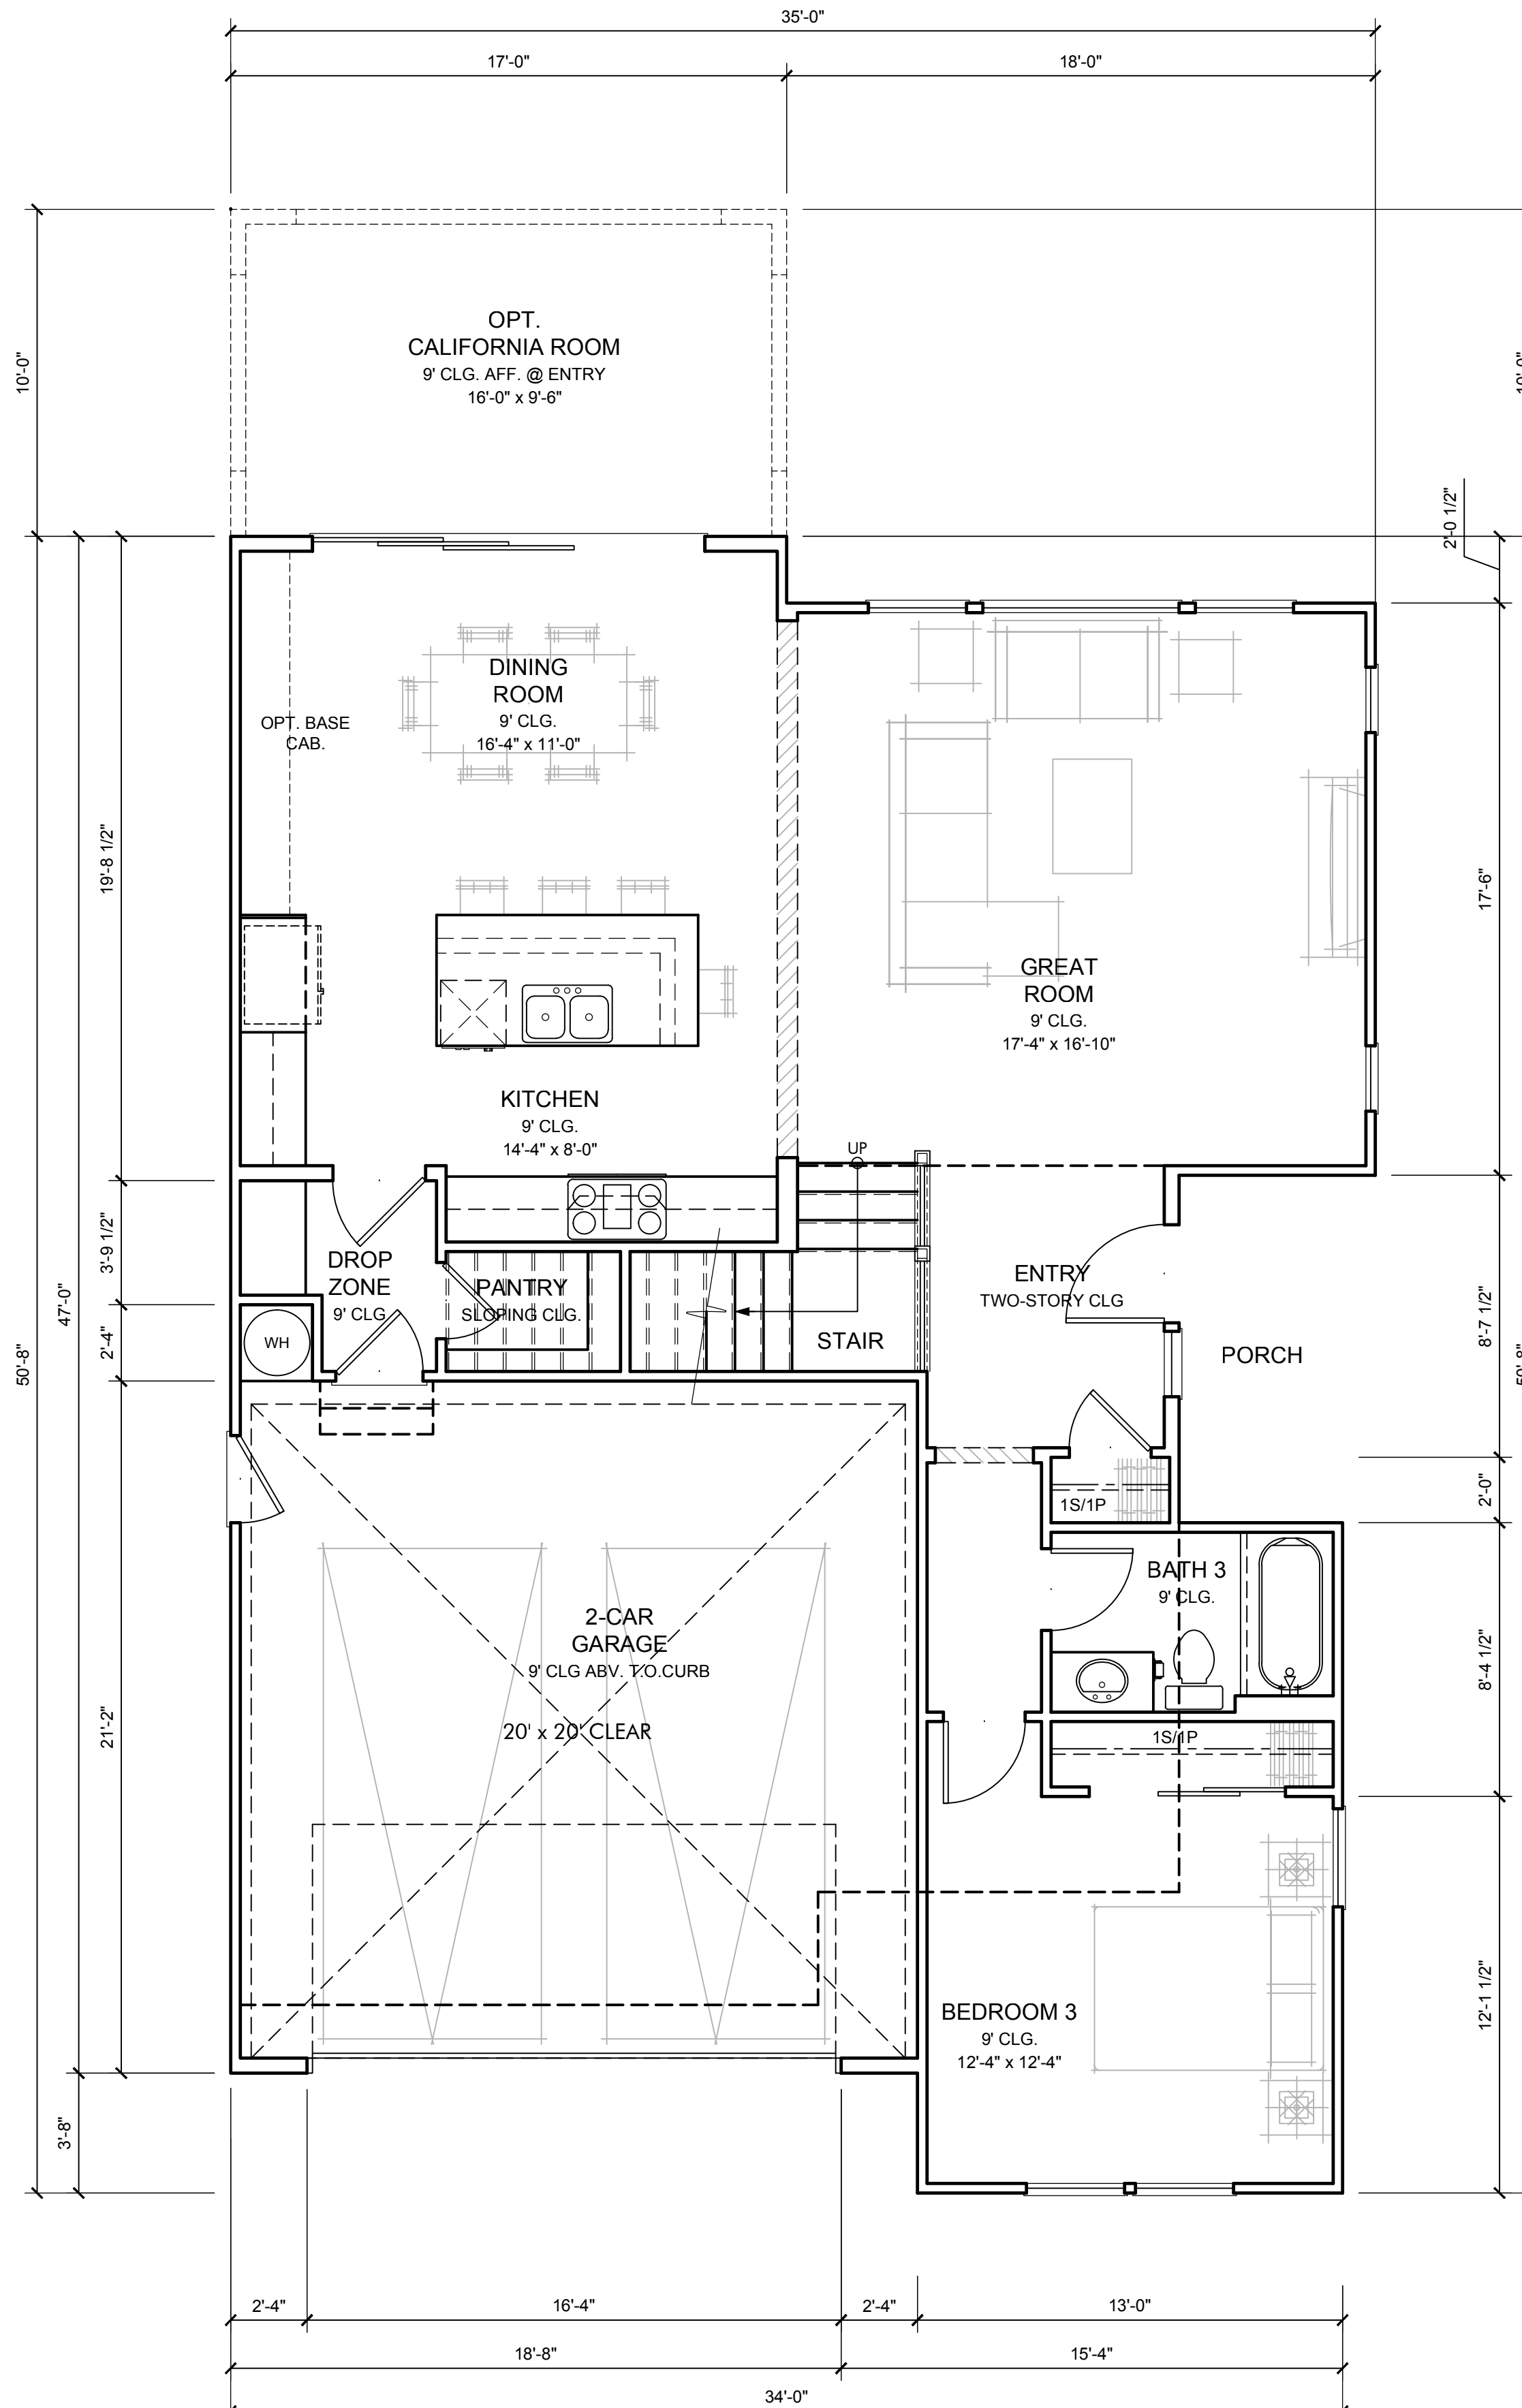 35'-0"
17'-0"
18'-0"
10'-0"
OPT.
CALIFORNIA ROOM
9' CLG. AFF. @ ENTRY
16'-0" x 9'-6"
2'-0 1/2"
DINING
ROOM
9' CLG.
16'-4" x 11'-0"
OPT. BASE
CAB.
19'-8 1/2"
17'-6"
GREAT
ROOM
9' CLG.
17'-4" x 16'-10"
KITCHEN
9' CLG.
14'-4" x 8'-0"
UP
3'-9 1/2"
47'-0"
50'-8"
2'-4"
DROP
ZONE
9' CLG.
WH
PANTRY
SLOPING CLG.
STAIR
ENTRY
TWO-STORY CLG
PORCH
8'-7 1/2"
2'-0"
1S/1P
BATH 3
9' CLG.
8'-4 1/2"
2-CAR
GARAGE
9' CLG ABV. T.O.CURB
20' x 20' CLEAR
21'-2"
1S/1P
BEDROOM 3
9' CLG.
12'-4" x 12'-4"
12'-1 1/2"
3'-8"
2'-4"
16'-4"
2'-4"
13'-0"
18'-8"
15'-4"
34'-0"